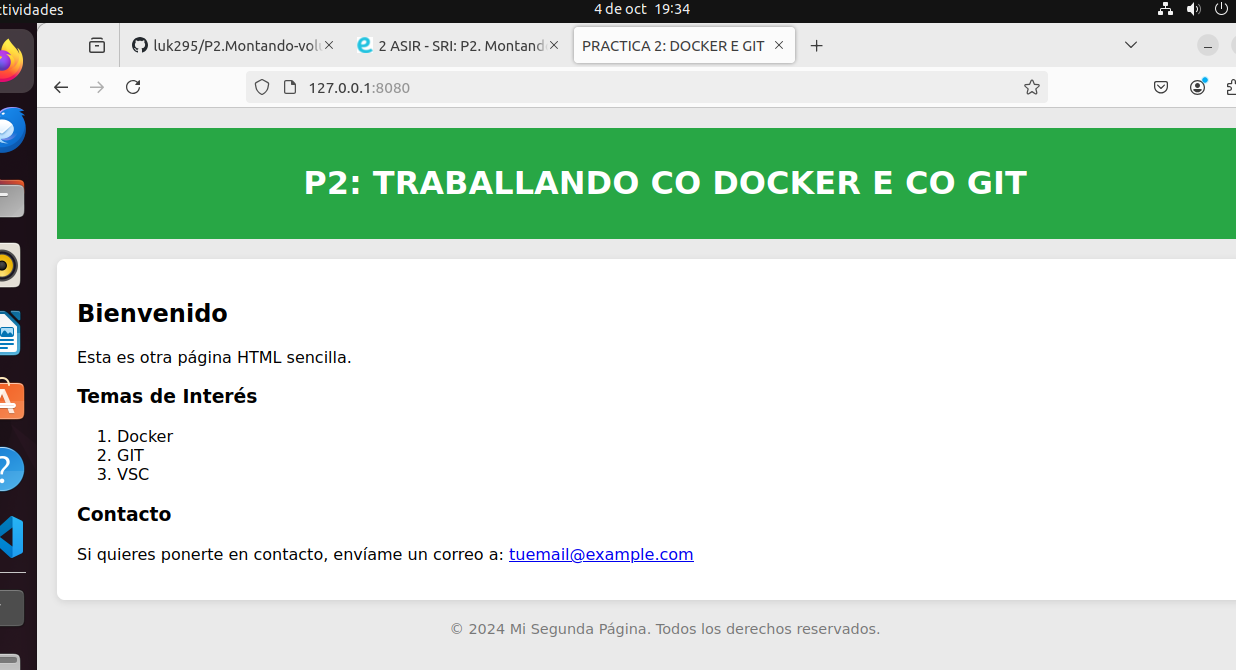 ctividades
4 de oct 19:34
luk295/P2.Montando-vol
2 ASIR - SRI: P2. Montand
PRACTICA 2: DOCKER E GIT
127.0.0.1:8080
P2: TRABALLANDO CO DOCKER E CO GIT
Bienvenido
Esta es otra página HTML sencilla.
Temas de Interés
1. Docker
2. GIT
3. VSC
Contacto
Si quieres ponerte en contacto, envíame un correo a: tuemail@example.com
© 2024 Mi Segunda Página. Todos los derechos reservados.